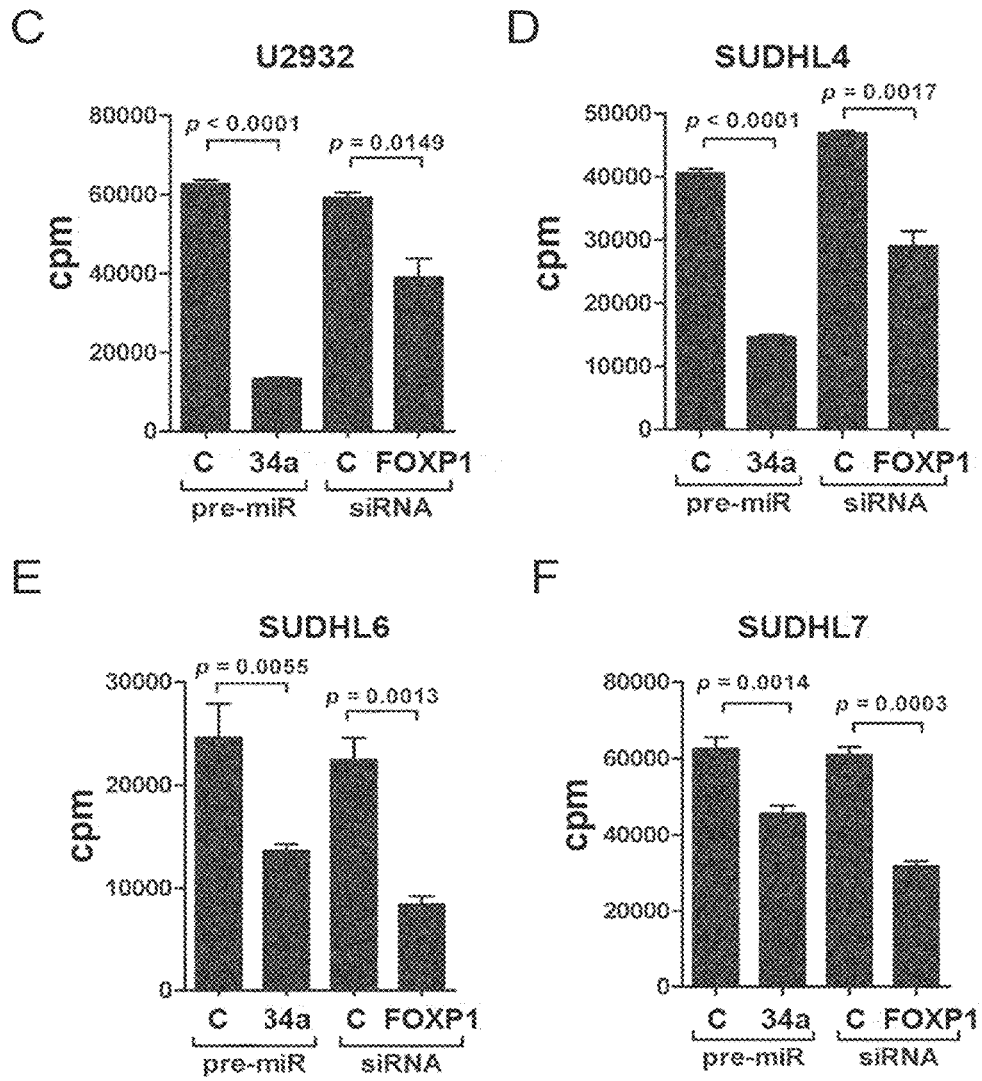 C
U2932
p < 0.0001
p = 0.0149
80000
60000
40000
20000
0
cpm
C 34a C FOXP1
pre-miR siRNA
D
SUDHL4
p < 0.0001
p = 0.0017
50000
40000
30000
20000
10000
0
cpm
C 34a C FOXP1
pre-miR siRNA
E
SUDHL6
p = 0.0055
p = 0.0013
30000
20000
10000
0
cpm
C 34a C FOXP1
pre-miR siRNA
F
SUDHL7
p = 0.0014
p = 0.0003
80000
60000
40000
20000
0
cpm
C 34a C FOXP1
pre-miR siRNA